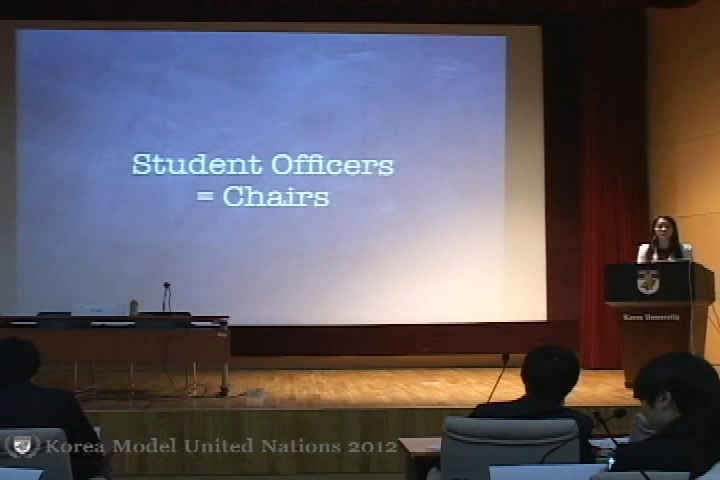 Student Officers
= Chairs
Korea University
Korea Model United Nations 2012